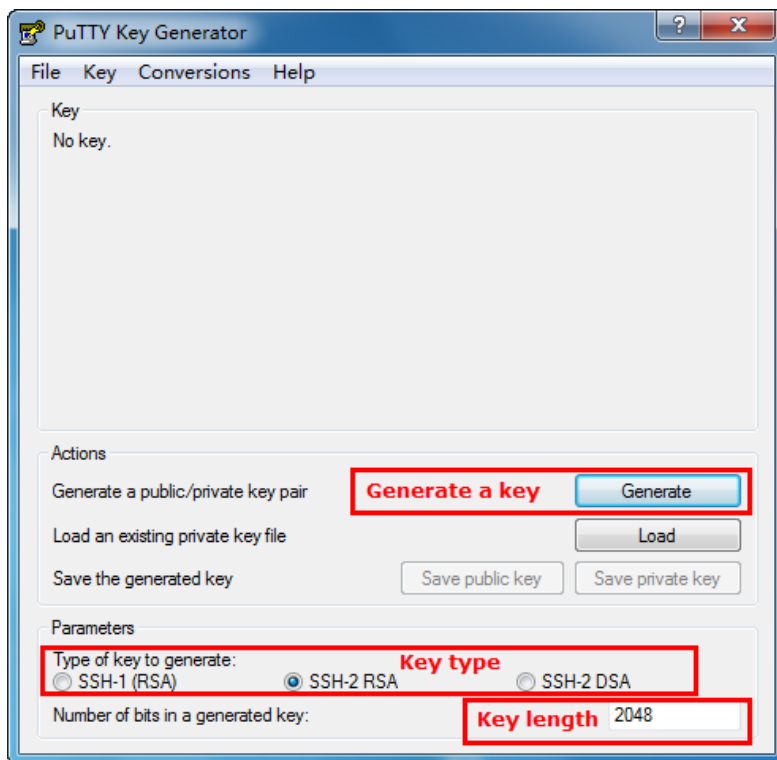 PuTTY Key Generator
?
X
File Key Conversions Help
Key
No key.
Actions
Generate a public/private key pair Generate a key Generate
Load an existing private key file Load
Save the generated key Save public key Save private key
Parameters
Type of key to generate: Key type
SSH-1 (RSA) SSH-2 RSA SSH-2 DSA
Number of bits in a generated key: Key length 2048